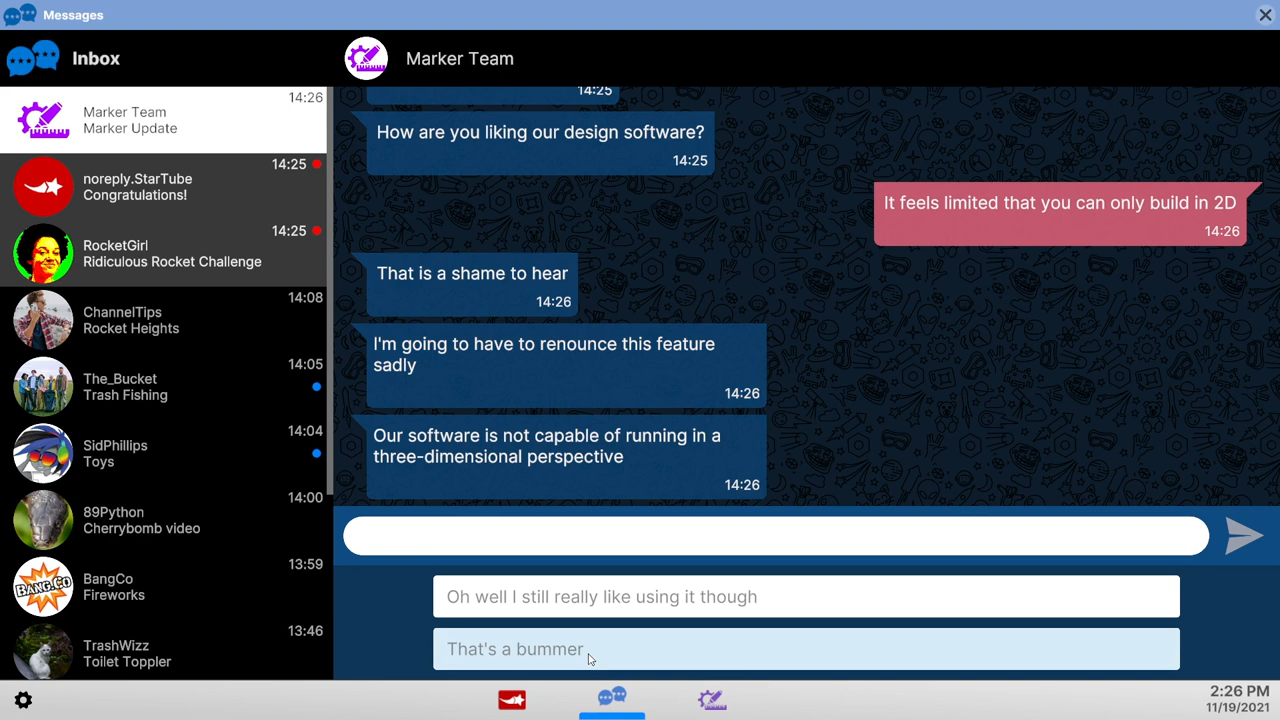 Messages
Inbox
Marker Team
14:26
Marker Team
Marker Update
14:25
noreply.StarTube
Congratulations!
14:25
RocketGirl
Ridiculous Rocket Challenge
14:08
ChannelTips
Rocket Heights
14:05
The_Bucket
Trash Fishing
14:04
SidPhillips
Toys
14:00
89Python
Cherrybomb video
13:59
BANG.CO
BangCo
Fireworks
13:46
TrashWizz
Toilet Toppler
14:25
How are you liking our design software?
14:25
It feels limited that you can only build in 2D
14:26
That is a shame to hear
14:26
I'm going to have to renounce this feature
sadly
14:26
Our software is not capable of running in a
three-dimensional perspective
14:26
Oh well I still really like using it though
That's a bummer
2:26 PM
11/19/2021